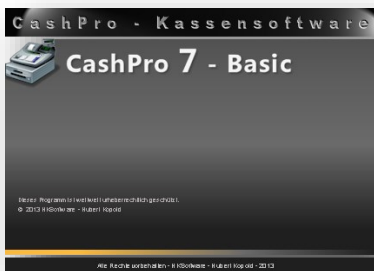 CashPro - Kassensoftware
CashPro 7 - Basic
Dieses Programm ist weltweit urheberrechtlich geschützt.
© 2013 HKSoftware - Hubert Kopold
Alle Rechte vorbehalten - HKSoftware - Hubert Kopold - 2013